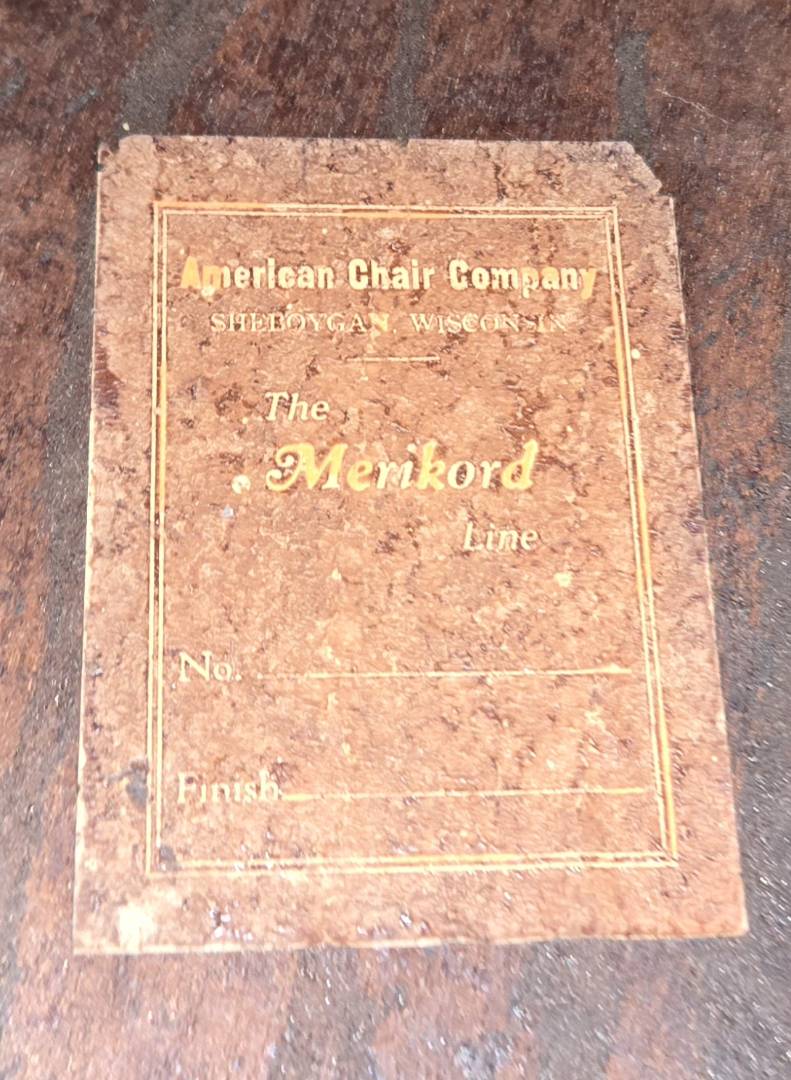 American Chair Company
SHEBOYGAN, WISCONSIN
The
Merikord
Line
No.
Finish